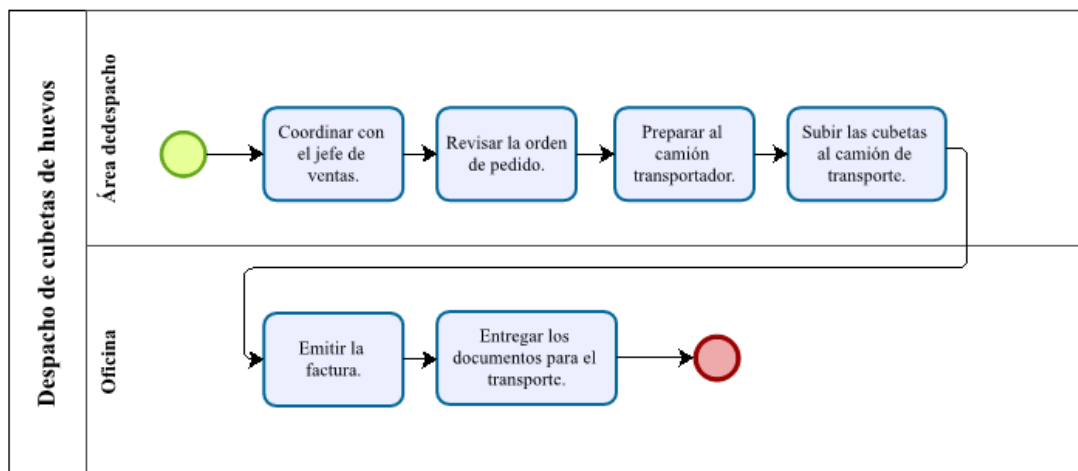 Despacho de cubetas de huevos
Área dedespacho
Coordinar con
el jefe de
ventas.
Revisar la orden
de pedido.
Preparar al
camión
transportador.
Subir las cubetas
al camión de
transporte.
Oficina
Emitir la
factura.
Entregar los
documentos para el
transporte.